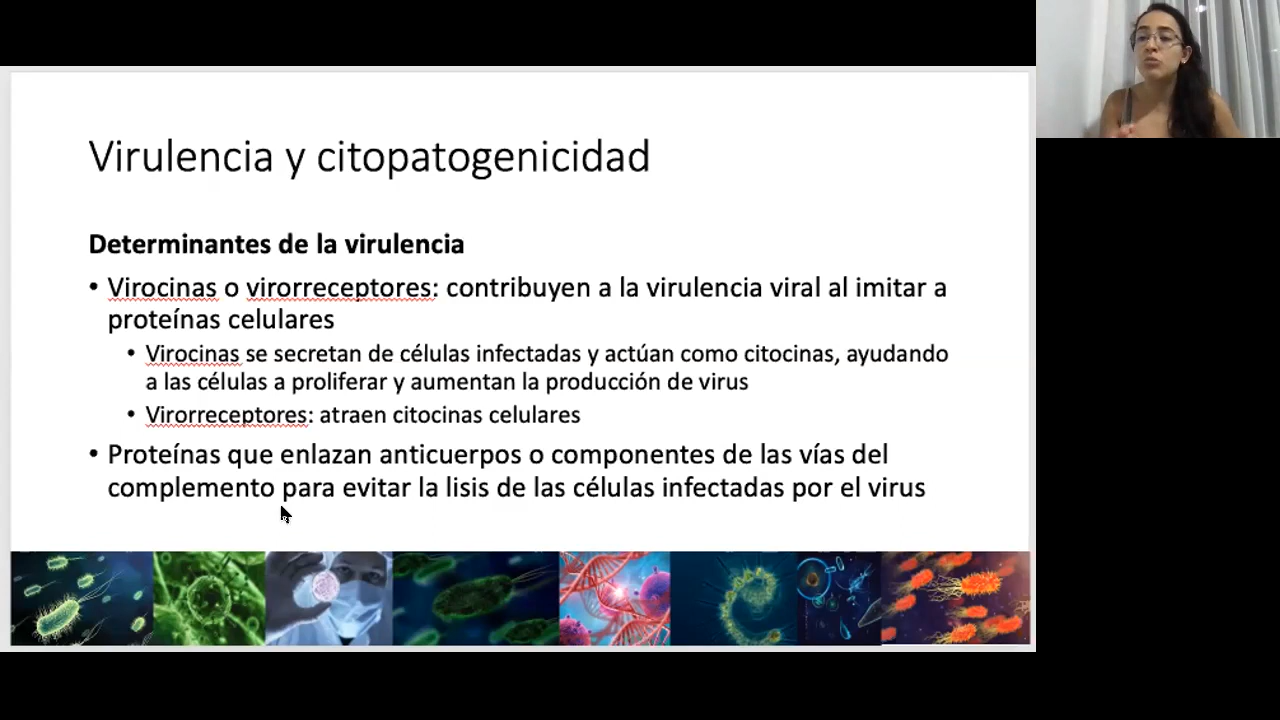 Virulencia y citopatogenicidad
Determinantes de la virulencia
• Virocinas o virorreceptores: contribuyen a la virulencia viral al imitar a
proteínas celulares
• Virocinas se secretan de células infectadas y actúan como citocinas, ayudando
a las células a proliferar y aumentan la producción de virus
• Virorreceptores: atraen citocinas celulares
• Proteínas que enlazan anticuerpos o componentes de las vías del
complemento para evitar la lisis de las células infectadas por el virus